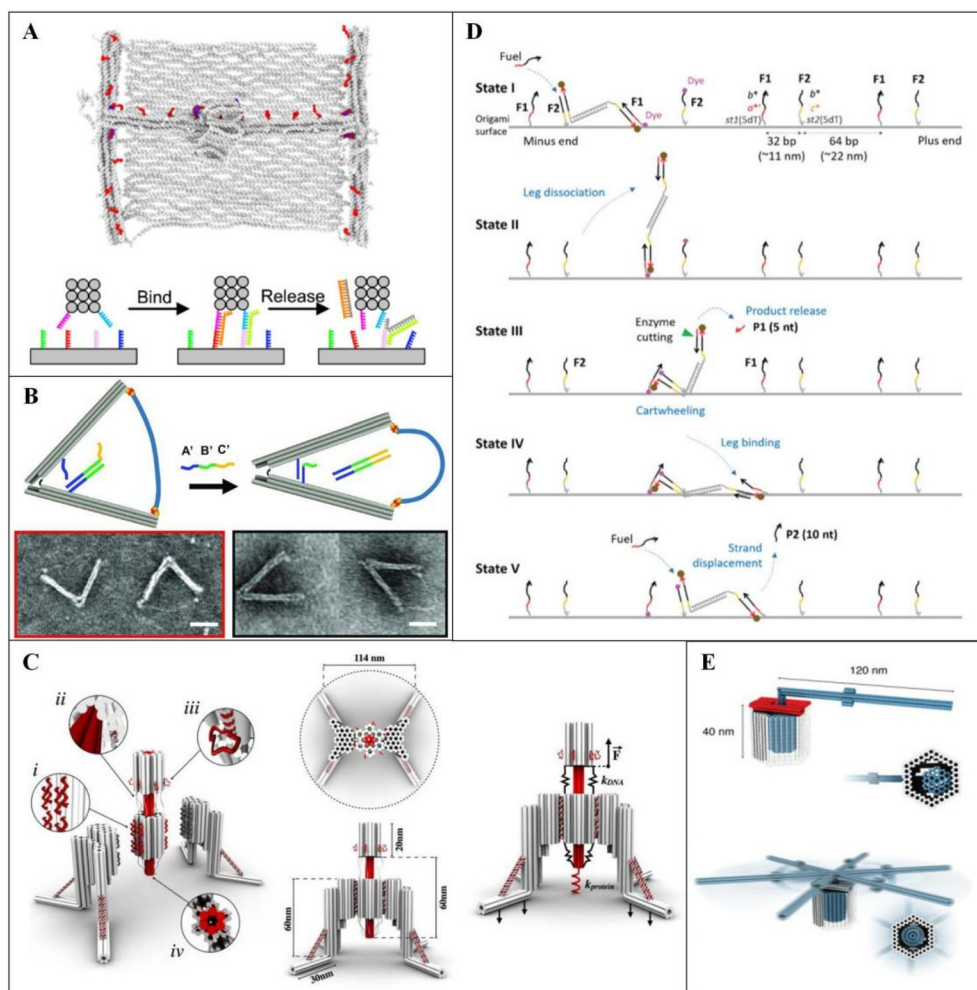 A
Bind
Release
B
A' B' C'
C
ii
iii
i
iv
114 nm
20nm
60nm
60nm
30nm
F
kDNA
kprotein
D
Fuel
State I
F1
F2
F1
Dye
Dye
F2
F1
b*
a*'
st1(5dT)
F2
b*
c*
st2(5dT)
F1
F2
Origami surface
Minus end
32 bp
(~11 nm)
64 bp
(~22 nm)
Plus end
Leg dissociation
State II
State III
Enzyme
cutting
Product release
P1 (5 nt)
F2
F1
Cartwheeling
State IV
Leg binding
State V
Fuel
Strand
displacement
P2 (10 nt)
E
120 nm
40 nm